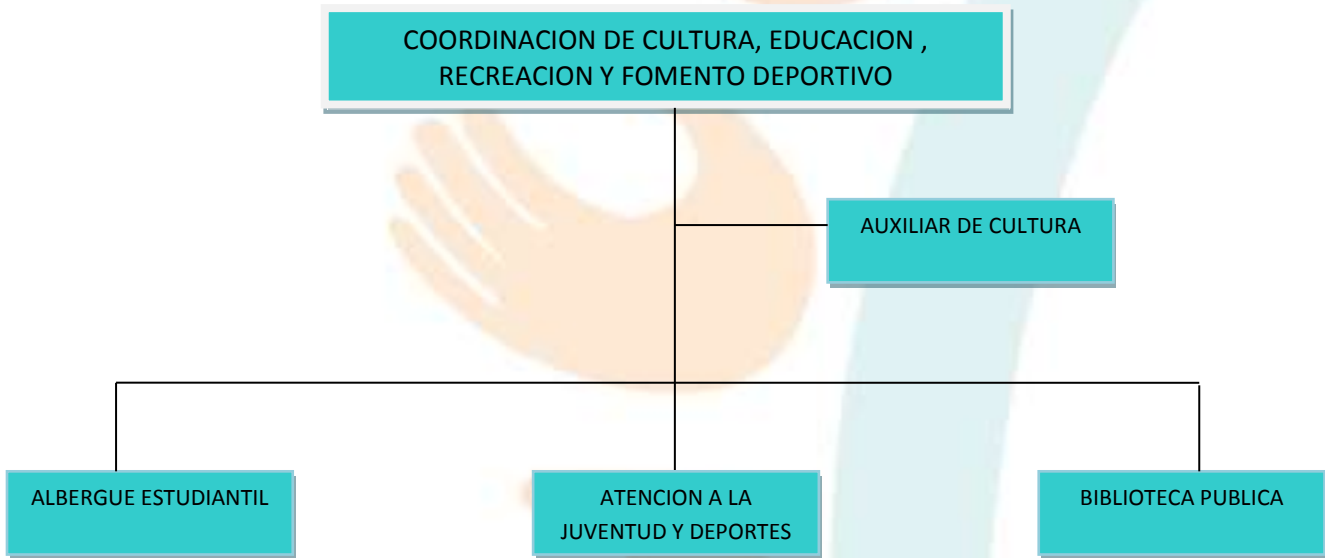 COORDINACION DE CULTURA, EDUCACION ,
RECREACION Y FOMENTO DEPORTIVO
AUXILIAR DE CULTURA
ALBERGUE ESTUDIANTIL
ATENCION A LA
JUVENTUD Y DEPORTES
BIBLIOTECA PUBLICA